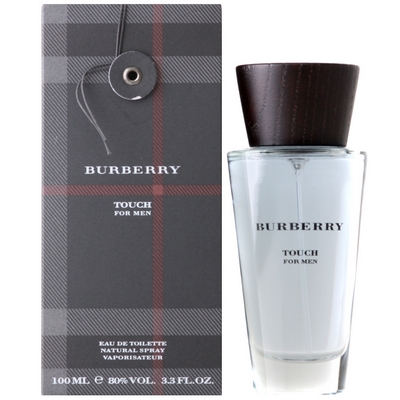 BURBERRY
TOUCH
FOR MEN
EAU DE TOILETTE
NATURAL SPRAY
VAPORISATEUR
100 ML ℮ 80% VOL. 3.3 FL.OZ.
BURBERRY
TOUCH
FOR MEN